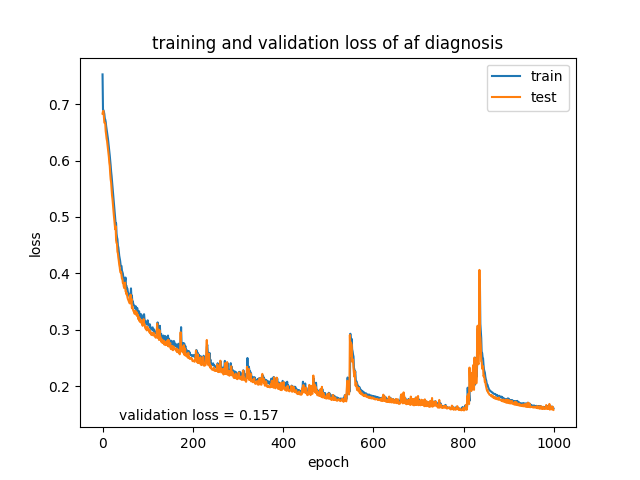 training and validation loss of af diagnosis
train
test
0.7
0.6
0.5
0.4
0.3
0.2
loss
validation loss = 0.157
0 200 400 600 800 1000
epoch